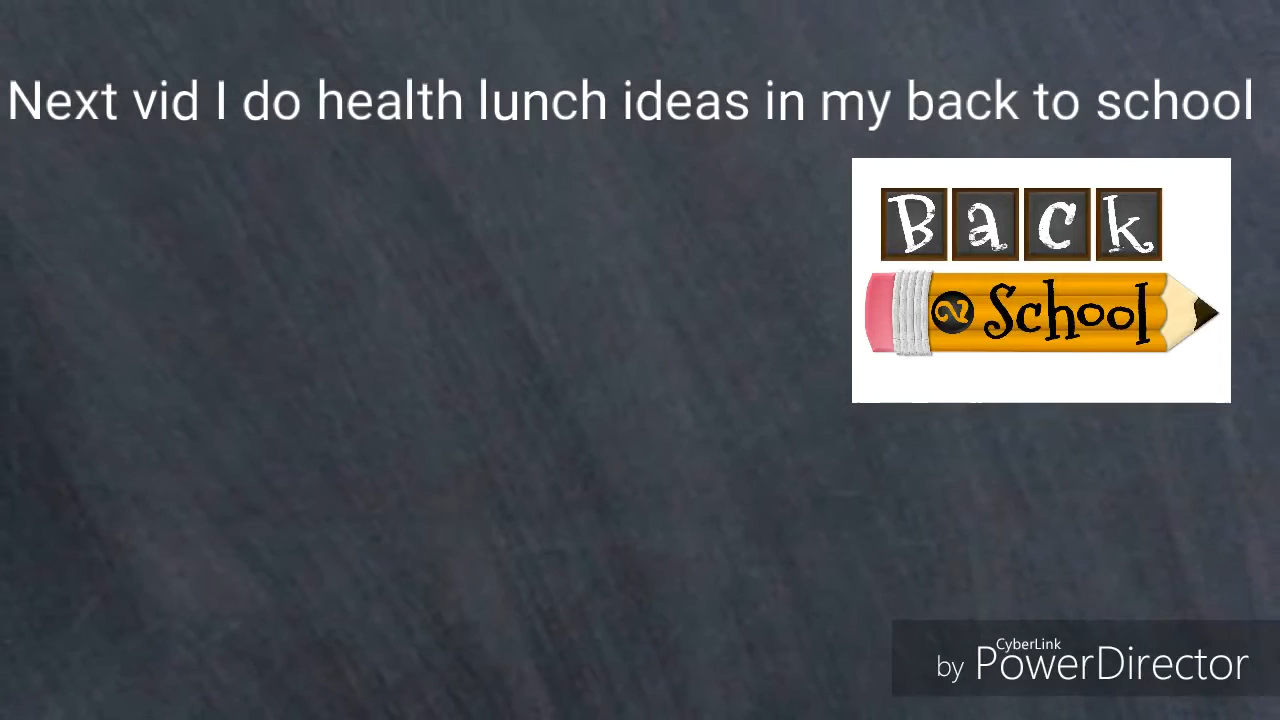 Next vid I do health lunch ideas in my back to school
Back
2 School
CyberLink
by PowerDirector